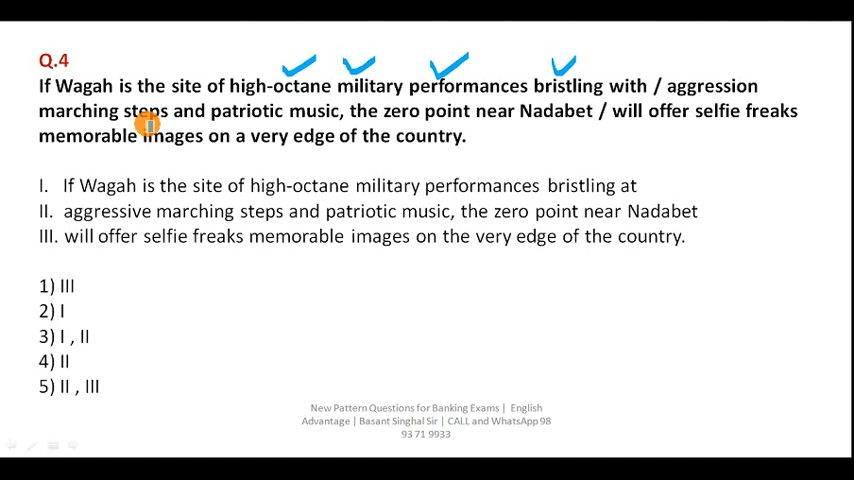 Q.4
If Wagah is the site of high-octane military performances bristling with / aggression
marching steps and patriotic music, the zero point near Nadabet / will offer selfie freaks
memorable images on a very edge of the country.
I. If Wagah is the site of high-octane military performances bristling at
II. aggressive marching steps and patriotic music, the zero point near Nadabet
III. will offer selfie freaks memorable images on the very edge of the country.
1) III
2) I
3) I , II
4) II
5) II , III
New Pattern Questions for Banking Exams | English
Advantage | Basant Singhal Sir | CALL and WhatsApp 98
93 71 9933